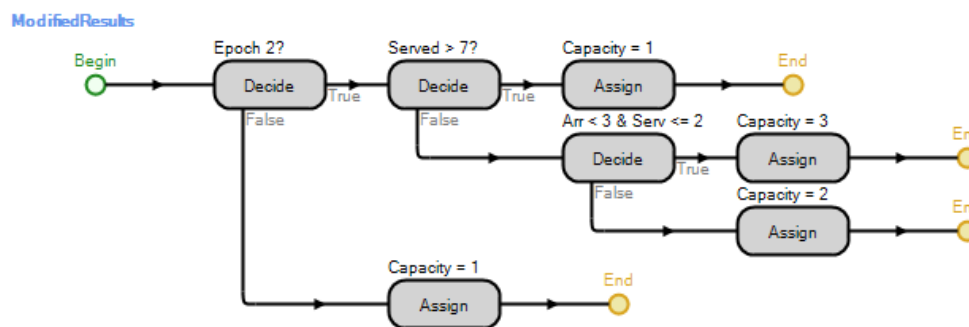 ModifiedResults
Epoch 2?
Served > 7?
Capacity = 1
Begin
End
Decide
Decide
Assign
True
True
False
False
Arr < 3 & Serv <= 2
Capacity = 3
Decide
Assign
True
False
Capacity = 2
Assign
Capacity = 1
End
Assign